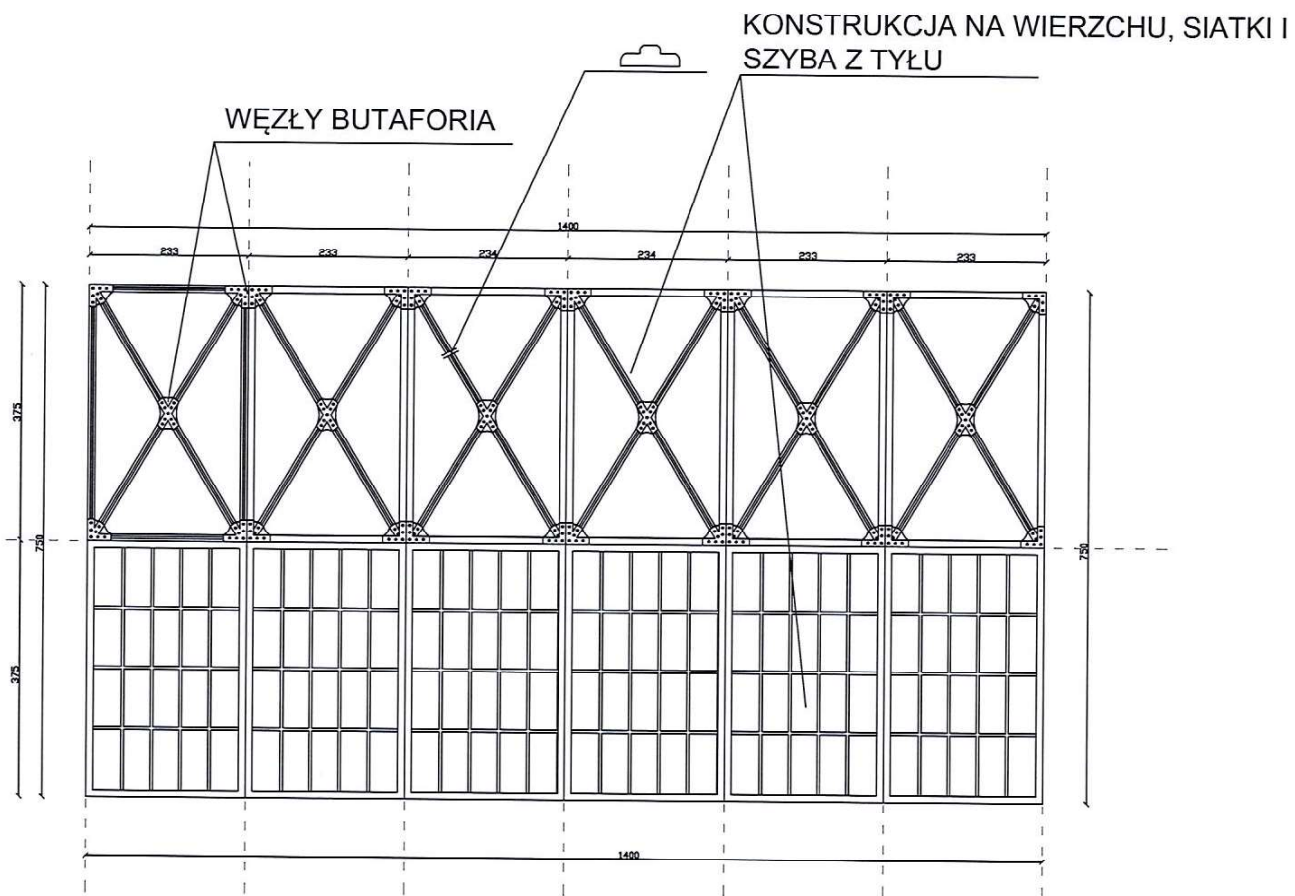 KONSTRUKCJA NA WIERZCHU, SIATKI I
SZYBA Z TYŁU
WĘZŁY BUTAFORIA
1400
233 233 234 234 233 233
375
750
375
750
1400